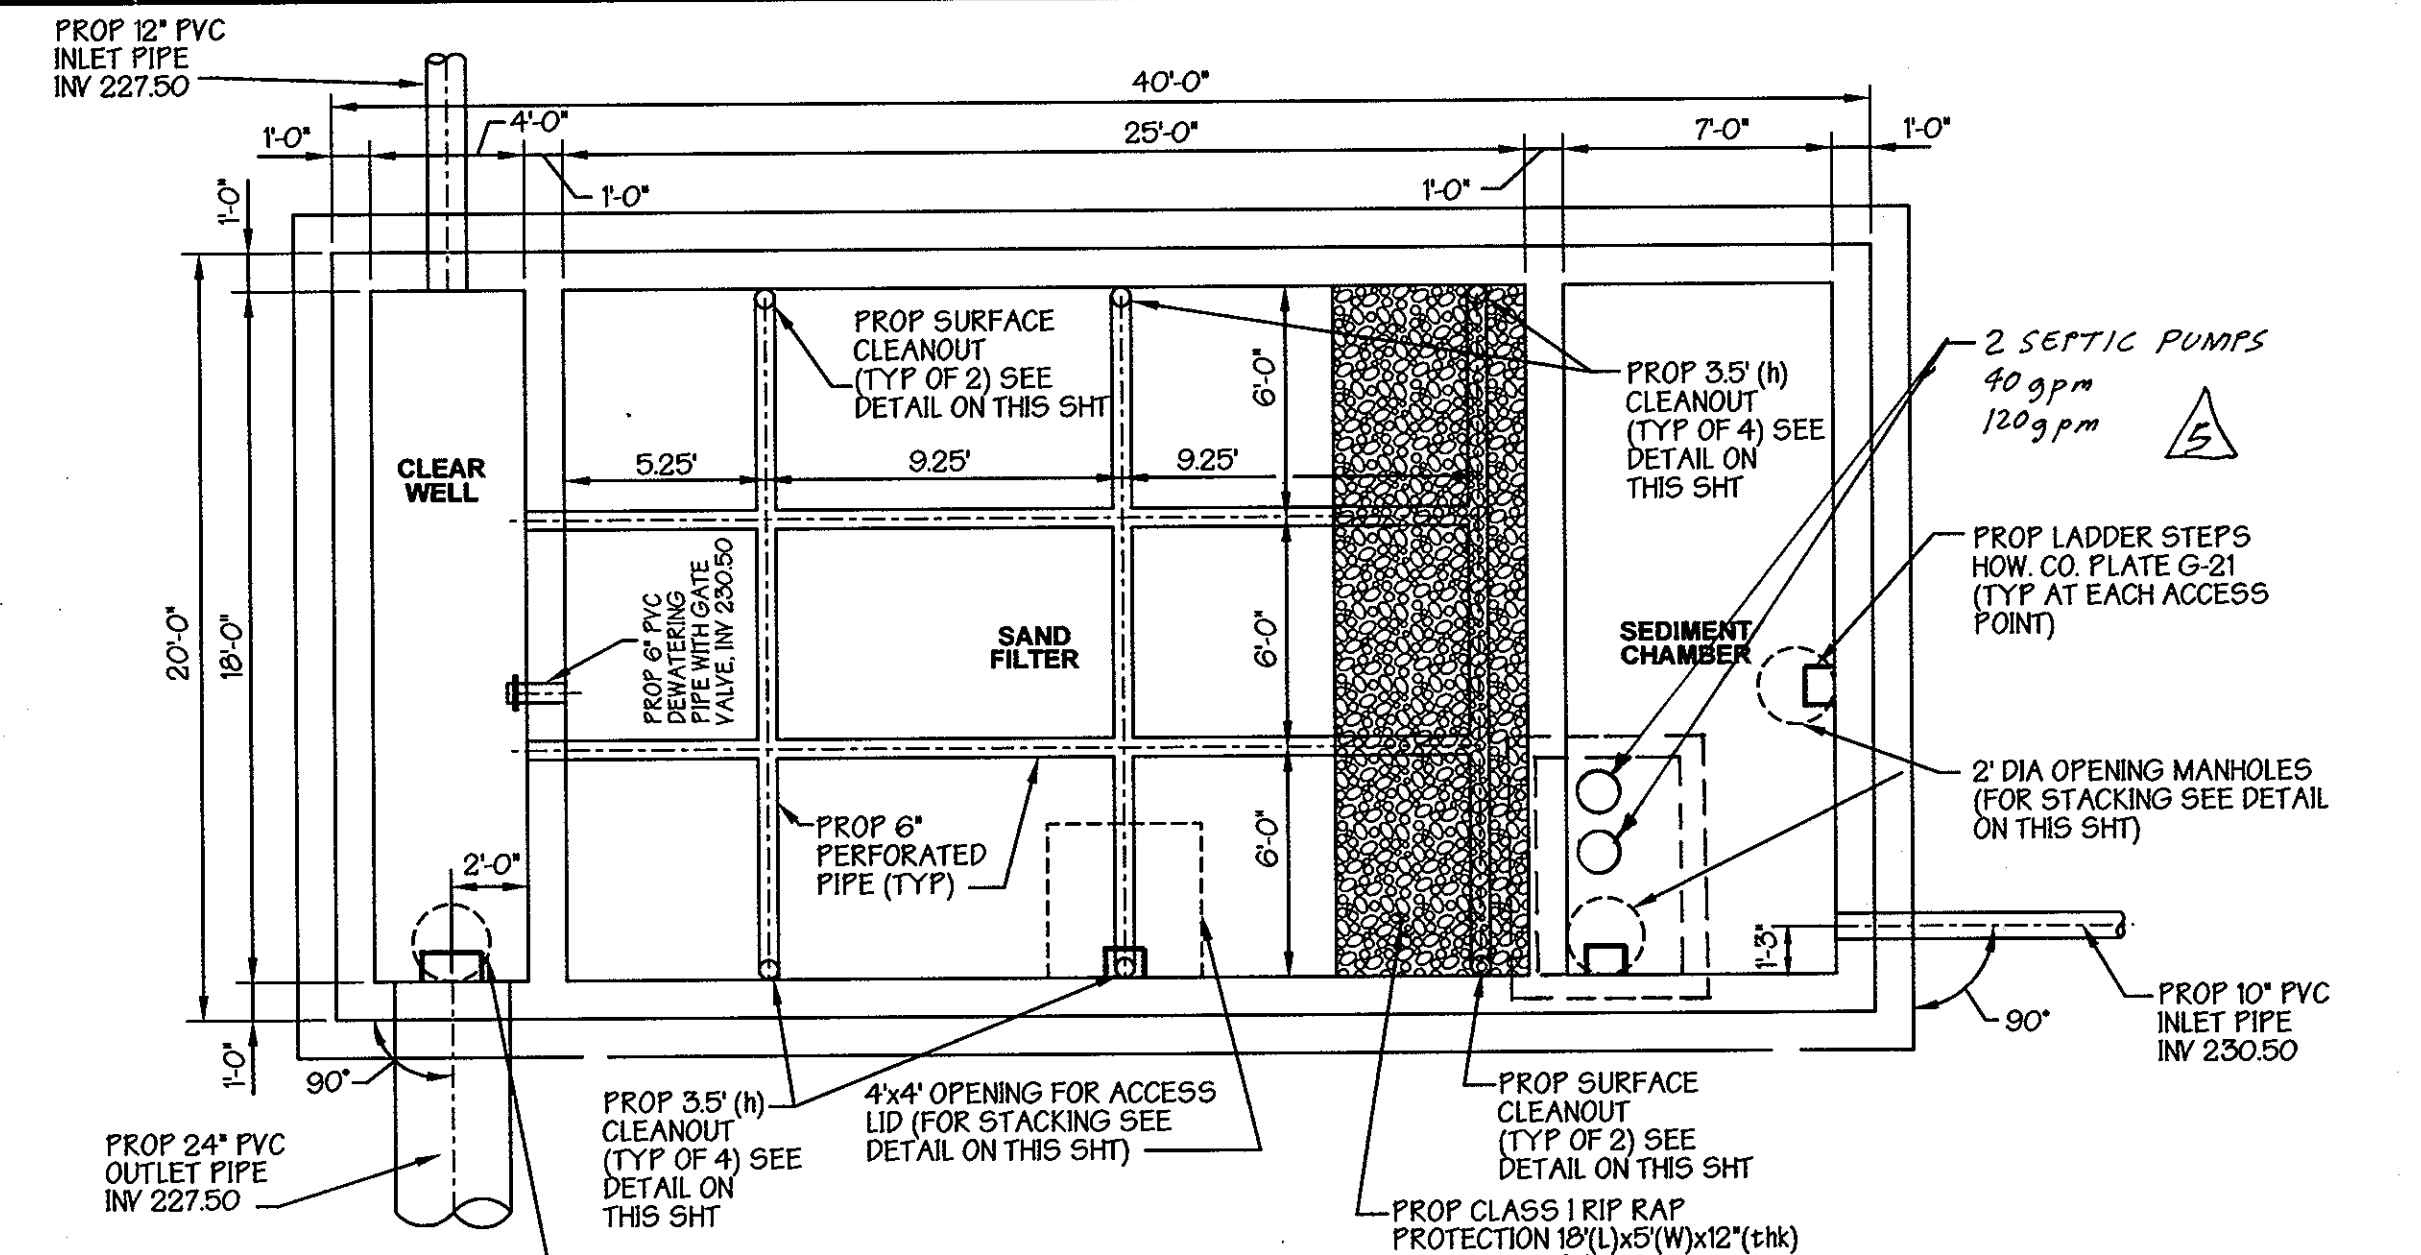 PROP 12" PVC
INLET PIPE
INV 227.50
40'-0"
1'-0"
4'-0"
25'-0"
7'-0"
1'-0"
1'-0"
1'-0"
1'-0"
20'-0"
18'-0"
1'-0"
CLEAR
WELL
PROP SURFACE
CLEANOUT
(TYP OF 2) SEE
DETAIL ON THIS SHT
5.25'
9.25'
9.25'
6'-0"
6'-0"
6'-0"
PROP 3.5' (h)
CLEANOUT
(TYP OF 4) SEE
DETAIL ON
THIS SHT
2 SEPTIC PUMPS
40 gpm
120 gpm
5
PROP LADDER STEPS
HOW. CO. PLATE G-21
(TYP AT EACH ACCESS
POINT)
PROP 6" PVC
DEWATERING
PIPE WITH GATE
VALVE, INV 230.50
SAND
FILTER
SEDIMENT
CHAMBER
2' DIA OPENING MANHOLES
(FOR STACKING SEE DETAIL
ON THIS SHT)
PROP 6"
PERFORATED
PIPE (TYP)
2'-0"
1'-3"
90°
PROP 10" PVC
INLET PIPE
INV 230.50
90°
PROP 24" PVC
OUTLET PIPE
INV 227.50
PROP 3.5' (h)
CLEANOUT
(TYP OF 4) SEE
DETAIL ON
THIS SHT
4'x4' OPENING FOR ACCESS
LID (FOR STACKING SEE
DETAIL ON THIS SHT)
PROP SURFACE
CLEANOUT
(TYP OF 2) SEE
DETAIL ON THIS SHT
PROP CLASS 1 RIP RAP
PROTECTION 18'(L)x5'(W)x12"(thk)